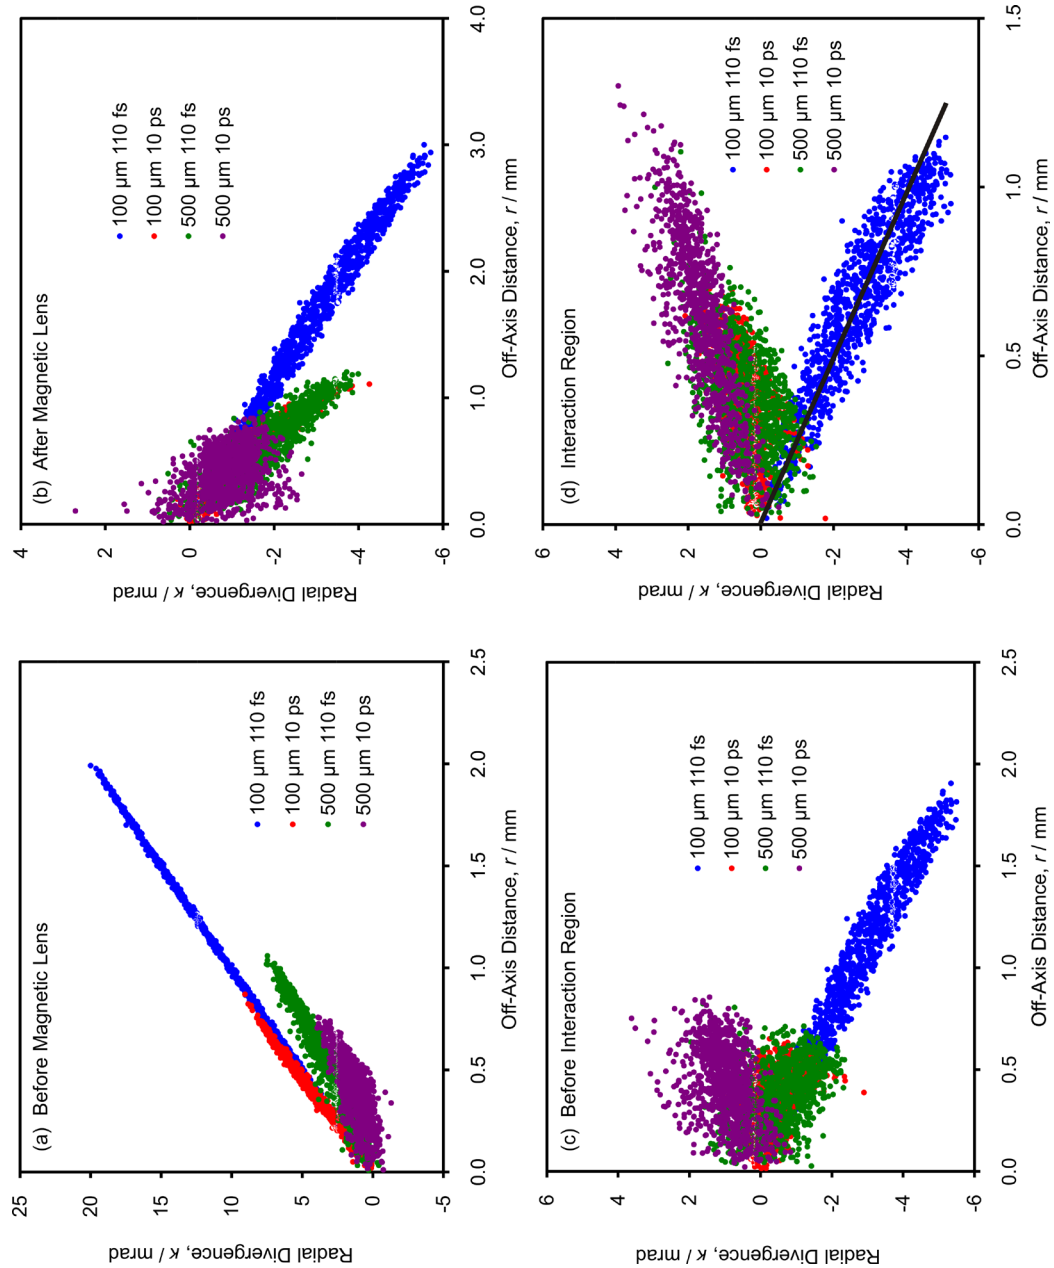 (a) Before Magnetic Lens
25
20
15
10
5
0
-5
Radial Divergence, κ / mrad
100 µm 110 fs
100 µm 10 ps
500 µm 110 fs
500 µm 10 ps
0.0 0.5 1.0 1.5 2.0 2.5
Off-Axis Distance, r / mm
(b) After Magnetic Lens
4
2
0
-2
-4
-6
Radial Divergence, κ / mrad
100 µm 110 fs
100 µm 10 ps
500 µm 110 fs
500 µm 10 ps
0.0 1.0 2.0 3.0 4.0
Off-Axis Distance, r / mm
(c) Before Interaction Region
6
4
2
0
-2
-4
-6
Radial Divergence, κ / mrad
100 µm 110 fs
100 µm 10 ps
500 µm 110 fs
500 µm 10 ps
0.0 0.5 1.0 1.5 2.0 2.5
Off-Axis Distance, r / mm
(d) Interaction Region
6
4
2
0
-2
-4
-6
Radial Divergence, κ / mrad
100 µm 110 fs
100 µm 10 ps
500 µm 110 fs
500 µm 10 ps
0.0 0.5 1.0 1.5
Off-Axis Distance, r / mm